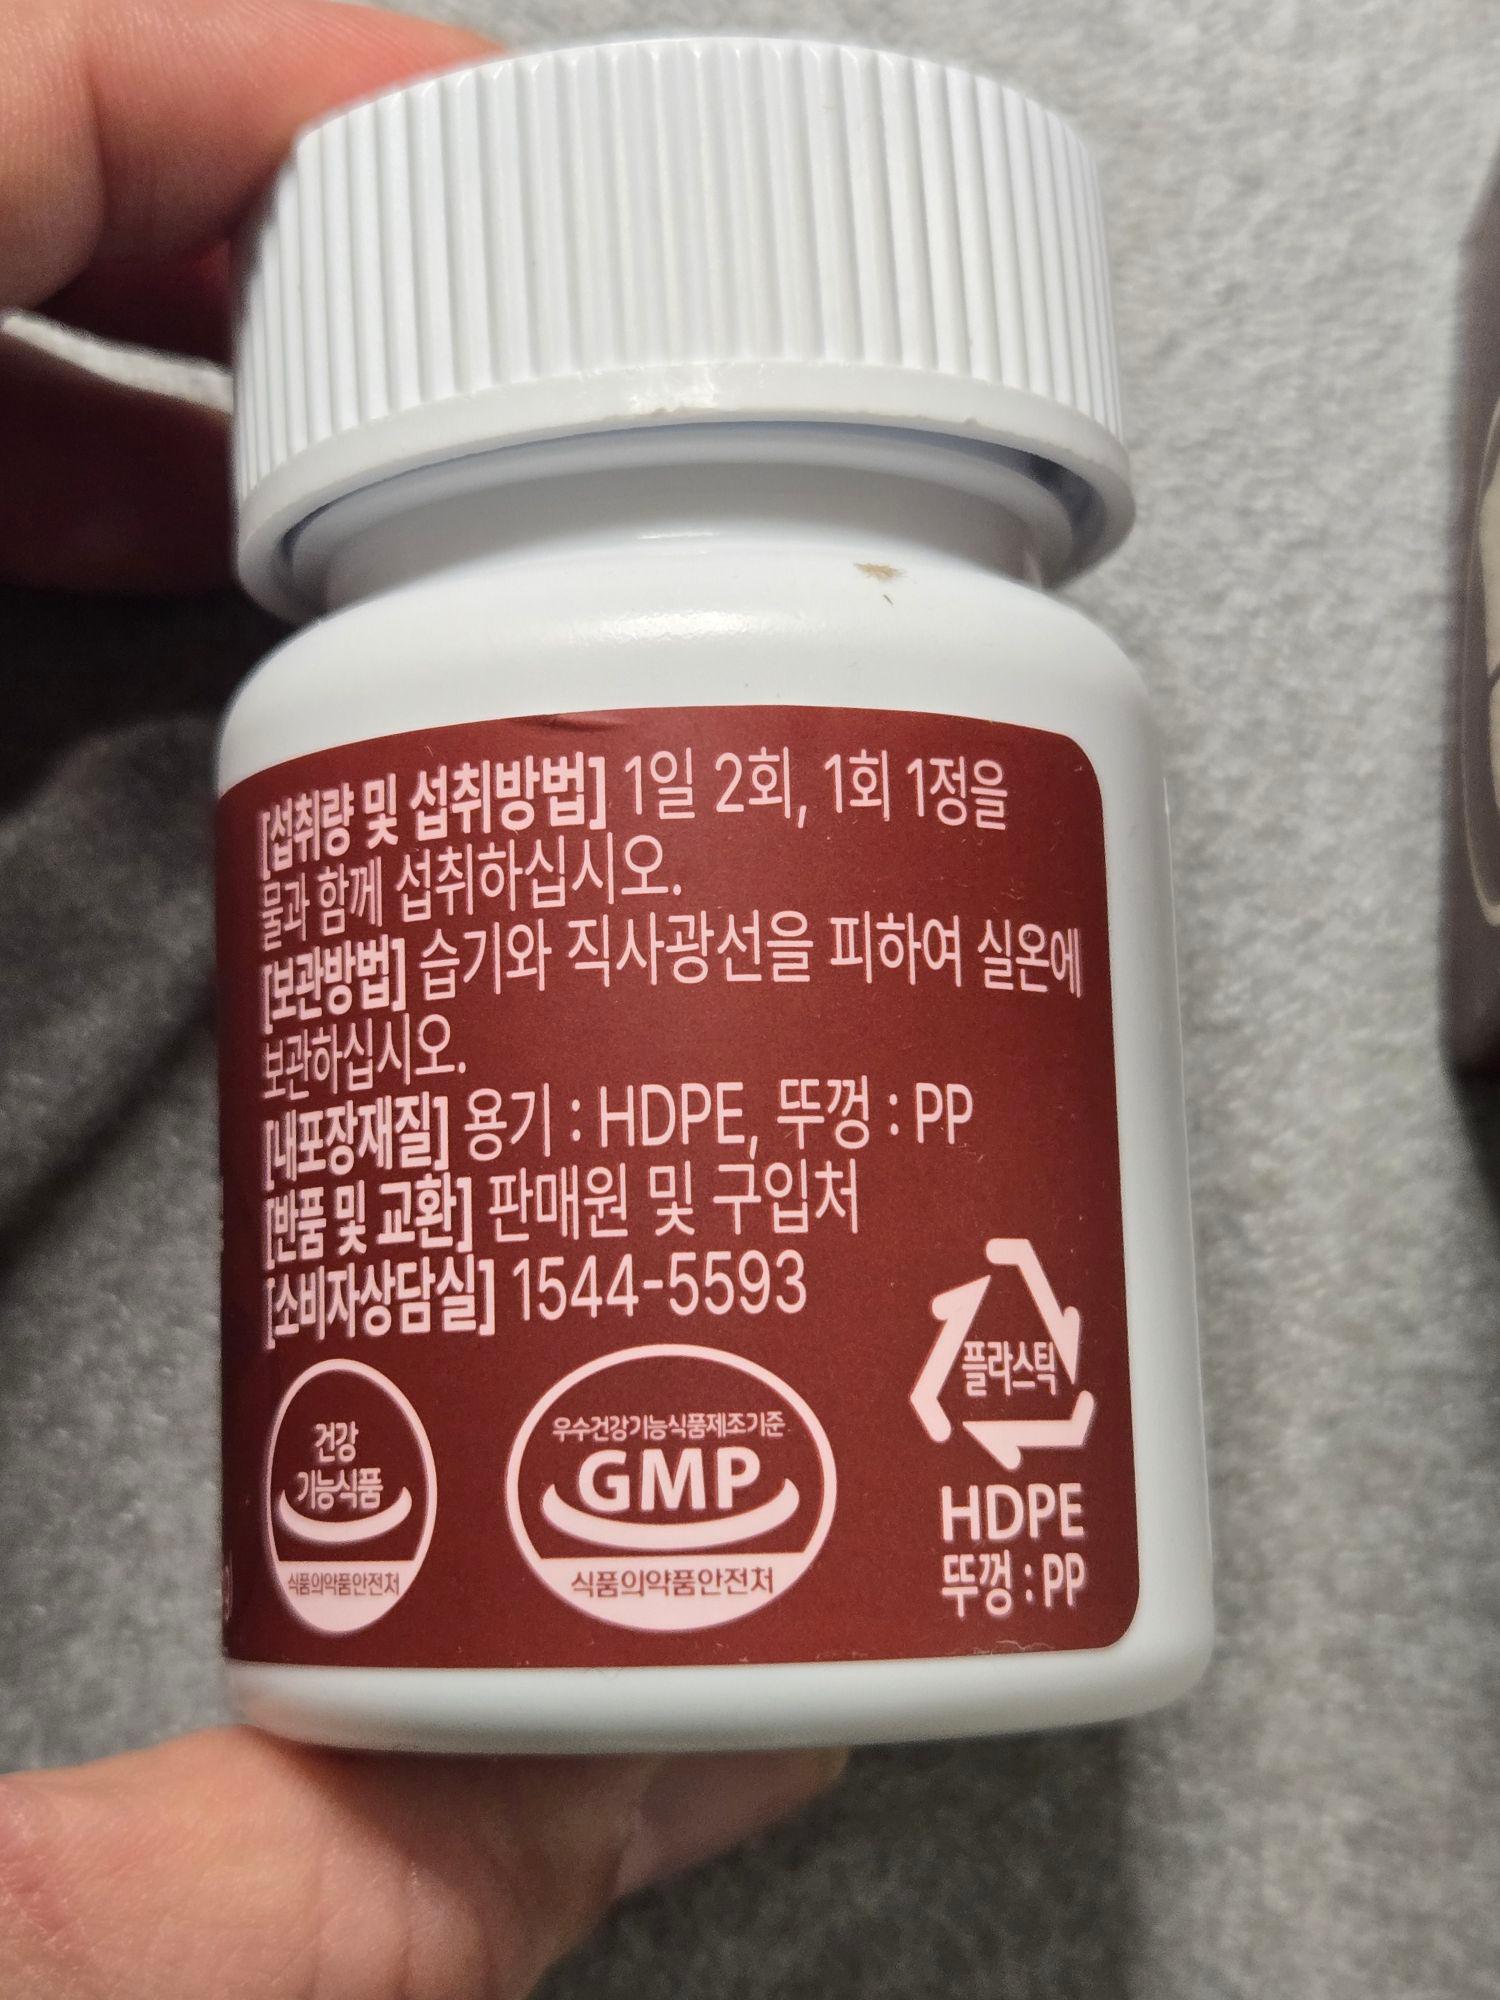 [섭취량 및 섭취방법] 1일 2회, 1회 1정을
물과 함께 섭취하십시오.
[보관방법] 습기와 직사광선을 피하여 실온에
보관하십시오.
[내포장재질] 용기 : HDPE, 뚜껑 : PP
[반품 및 교환] 판매원 및 구입처
[소비자상담실] 1544-5593
건강
기능식품
식품의약품안전처
우수건강기능식품제조기준
GMP
식품의약품안전처
플라스틱
HDPE
뚜껑 : PP